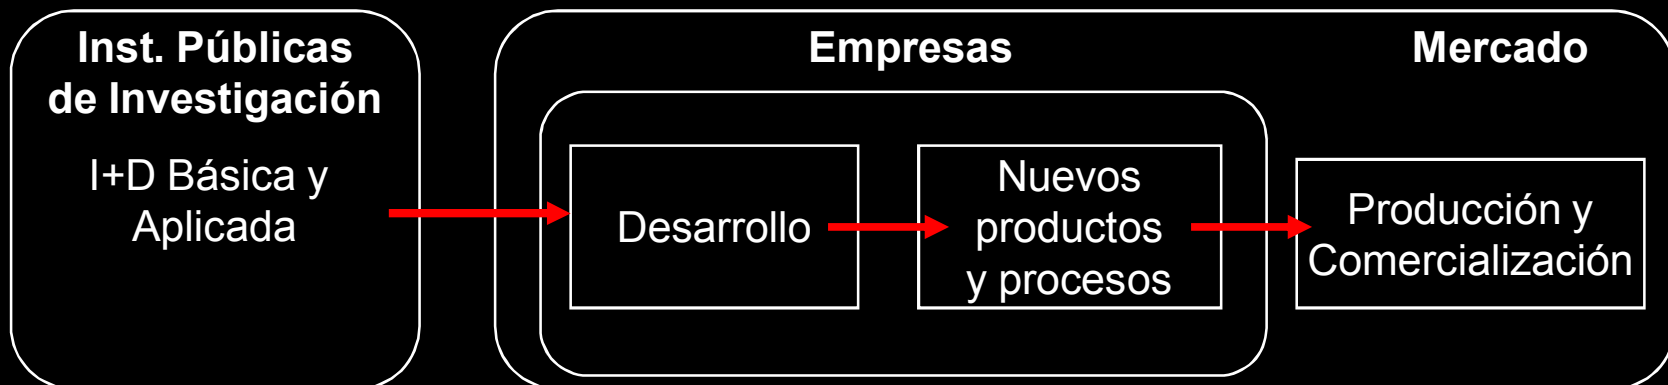 Inst. Públicas
de Investigación
I+D Básica y
Aplicada
Empresas
Mercado
Desarrollo
Nuevos
productos
y procesos
Producción y
Comercialización